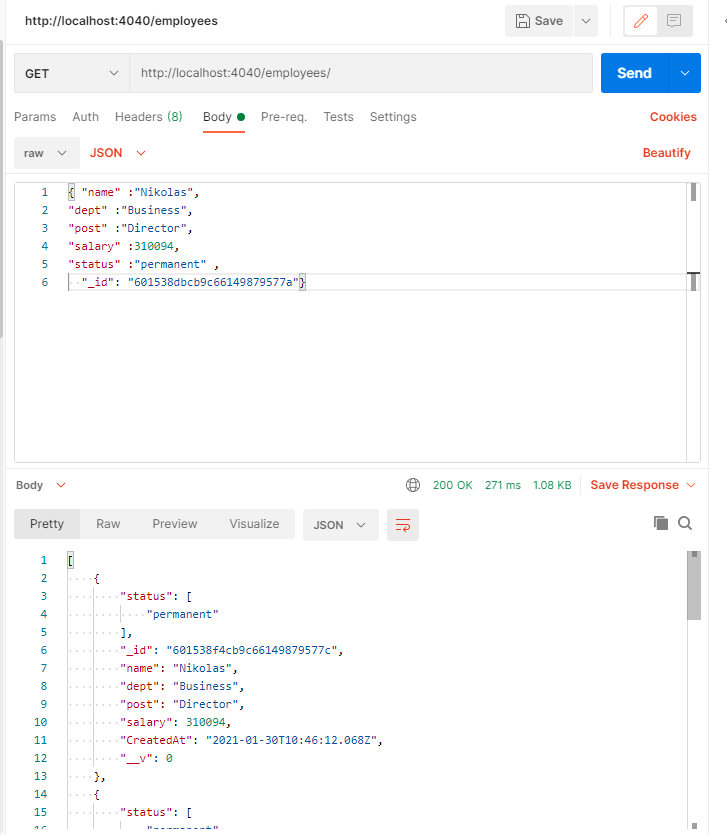 http://localhost:4040/employees
Save
GET
http://localhost:4040/employees/
Send
Params Auth Headers (8) Body Pre-req. Tests Settings Cookies
raw JSON Beautify
1 { "name" :"Nikolas",
2 "dept" :"Business",
3 "post" :"Director",
4 "salary" :310094,
5 "status" :"permanent" ,
6 "_id": "601538dbcb9c66149879577a"}
Body 200 OK 271 ms 1.08 KB Save Response
Pretty Raw Preview Visualize JSON
1 [
2 {
3 "status": [
4 "permanent"
5 ],
6 "_id": "601538f4cb9c66149879577c",
7 "name": "Nikolas",
8 "dept": "Business",
9 "post": "Director",
10 "salary": 310094,
11 "CreatedAt": "2021-01-30T10:46:12.068Z",
12 "__v": 0
13 },
14 {
15 "status": [
16 "permanent"